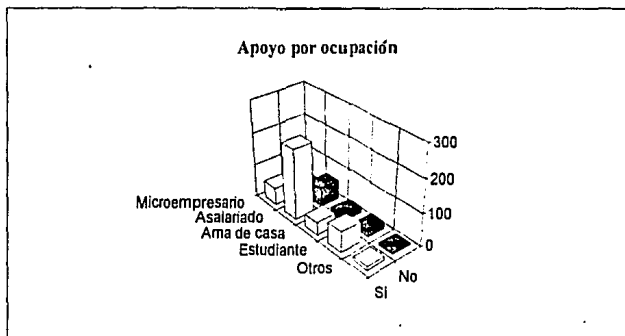 Apoyo por ocupación
300
200
100
0
Microempresario
Asalariado
Ama de casa
Estudiante
Otros
No
Si